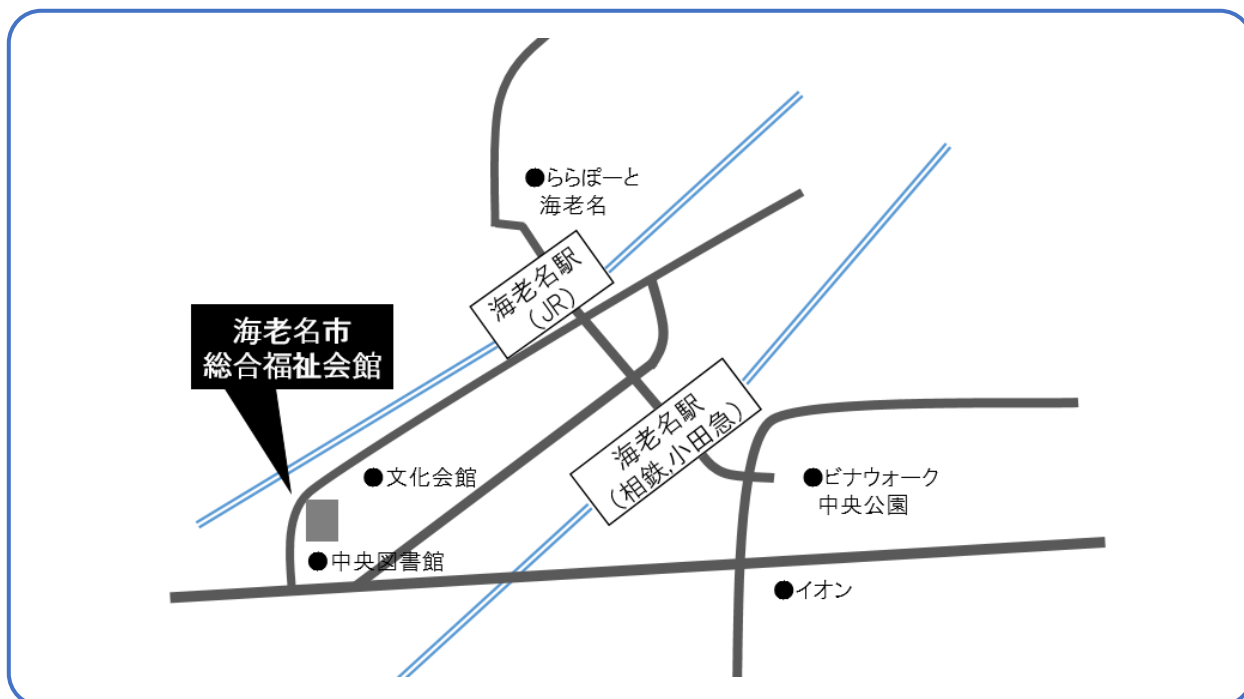 ●ららぽーと
海老名
海老名駅
(JR)
海老名市
総合福祉会館
海老名駅
(相鉄,小田急)
●文化会館
●ビナウォーク
中央公園
●中央図書館
●イオン